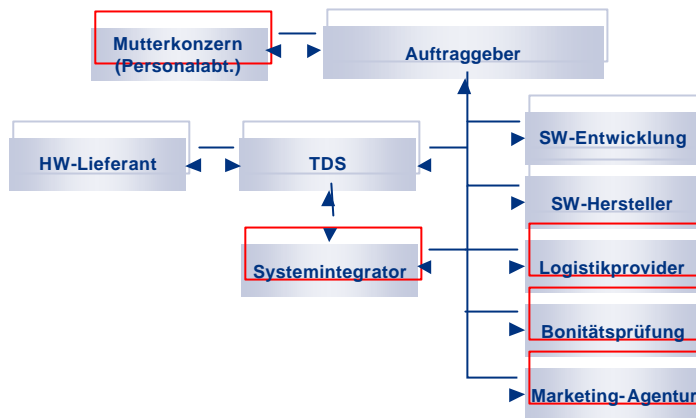 Mutterkonzern
(Personalabt.)
Auftraggeber
SW-Entwicklung
HW-Lieferant
TDS
SW-Hersteller
Systemintegrator
Logistikprovider
Bonitätsprüfung
Marketing-Agentur